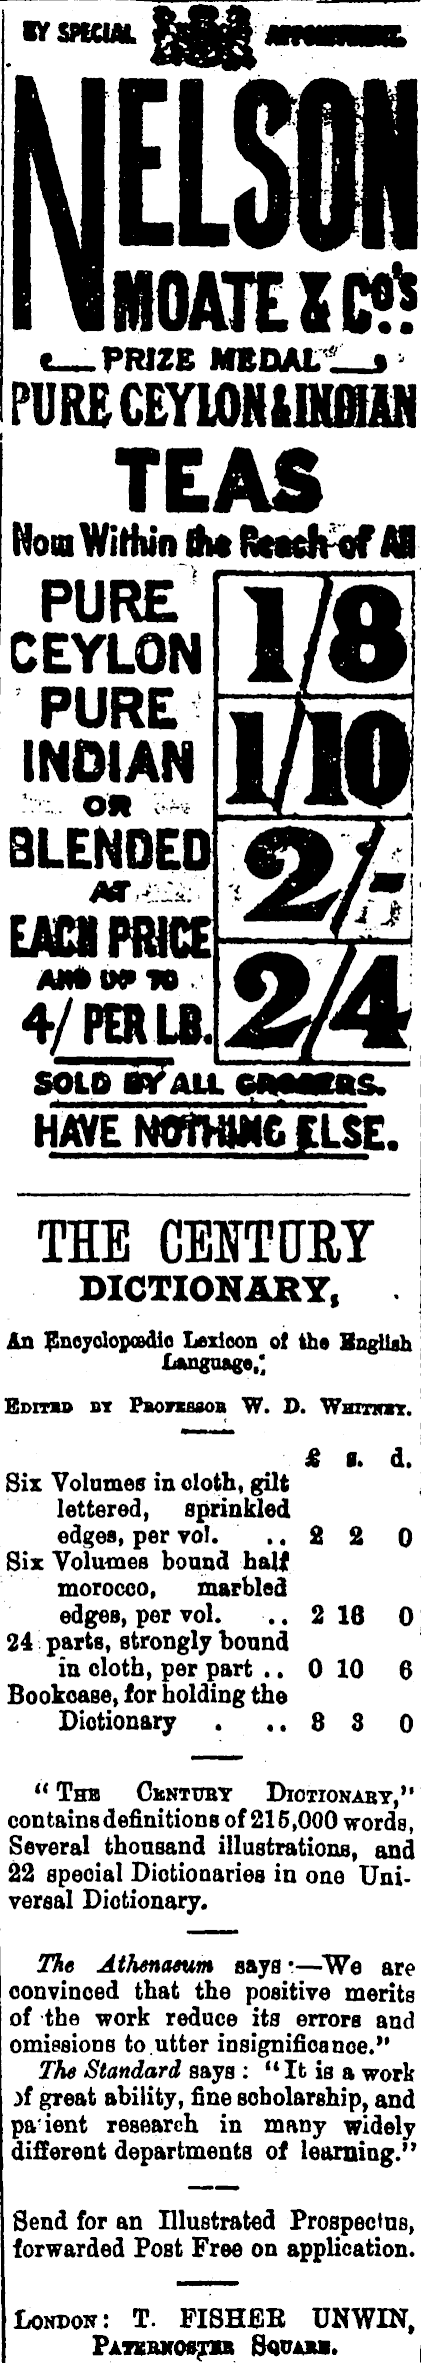 BY SPECIAL APPOINTMENT.
NELSON
MOATE & Co's.
PRIZE MEDAL
PURE CEYLON & INDIAN
TEAS
Now Within the Reach of All
PURE
CEYLON
1/8
PURE
INDIAN
1/10
OR
BLENDED
2/-
AT
EACH PRICE
AND UP TO
4/ PER LB.
2/4
SOLD BY ALL GROCERS.
HAVE NOTHING ELSE.
THE CENTURY
DICTIONARY,
An Encyclopædic Lexicon of the English
Language,
EDITED BY PROFESSOR W. D. WHITNEY.
£ s. d.
Six Volumes in cloth, gilt
lettered, sprinkled
edges, per vol. .. 2 2 0
Six Volumes bound half
morocco, marbled
edges, per vol. .. 2 16 0
24 parts, strongly bound
in cloth, per part .. 0 10 6
Bookcase, for holding the
Dictionary . .. 3 3 0
"THE CENTURY DICTIONARY,"
contains definitions of 215,000 words,
Several thousand illustrations, and
22 special Dictionaries in one Uni-
versal Dictionary.
The Athenaeum says:—We are
convinced that the positive merits
of the work reduce its errors and
omissions to utter insignificance."
The Standard says: "It is a work
of great ability, fine scholarship, and
patient research in many widely
different departments of learning."
Send for an Illustrated Prospectus,
forwarded Post Free on application.
LONDON: T. FISHER UNWIN,
PATERNOSTER SQUARE.